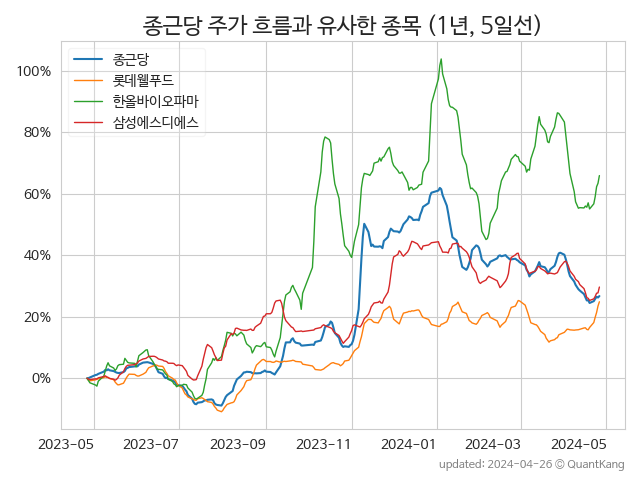 종근당 주가 흐름과 유사한 종목 (1년, 5일선)
종근당
롯데웰푸드
한올바이오파마
삼성에스디에스
100%
80%
60%
40%
20%
0%
2023-05 2023-07 2023-09 2023-11 2024-01 2024-03 2024-05
updated: 2024-04-26 © QuantKang